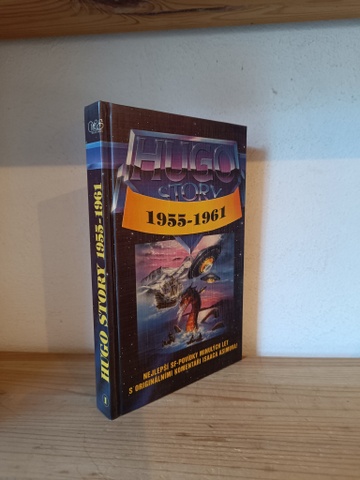 HUGO
STORY
1955-1961
NEJLEPŠÍ SF-POVÍDKY MINULÝCH LET
S ORIGINÁLNÍMI KOMENTÁŘI ISAACA ASIMOVA!
HUGO STORY 1955-1961
1